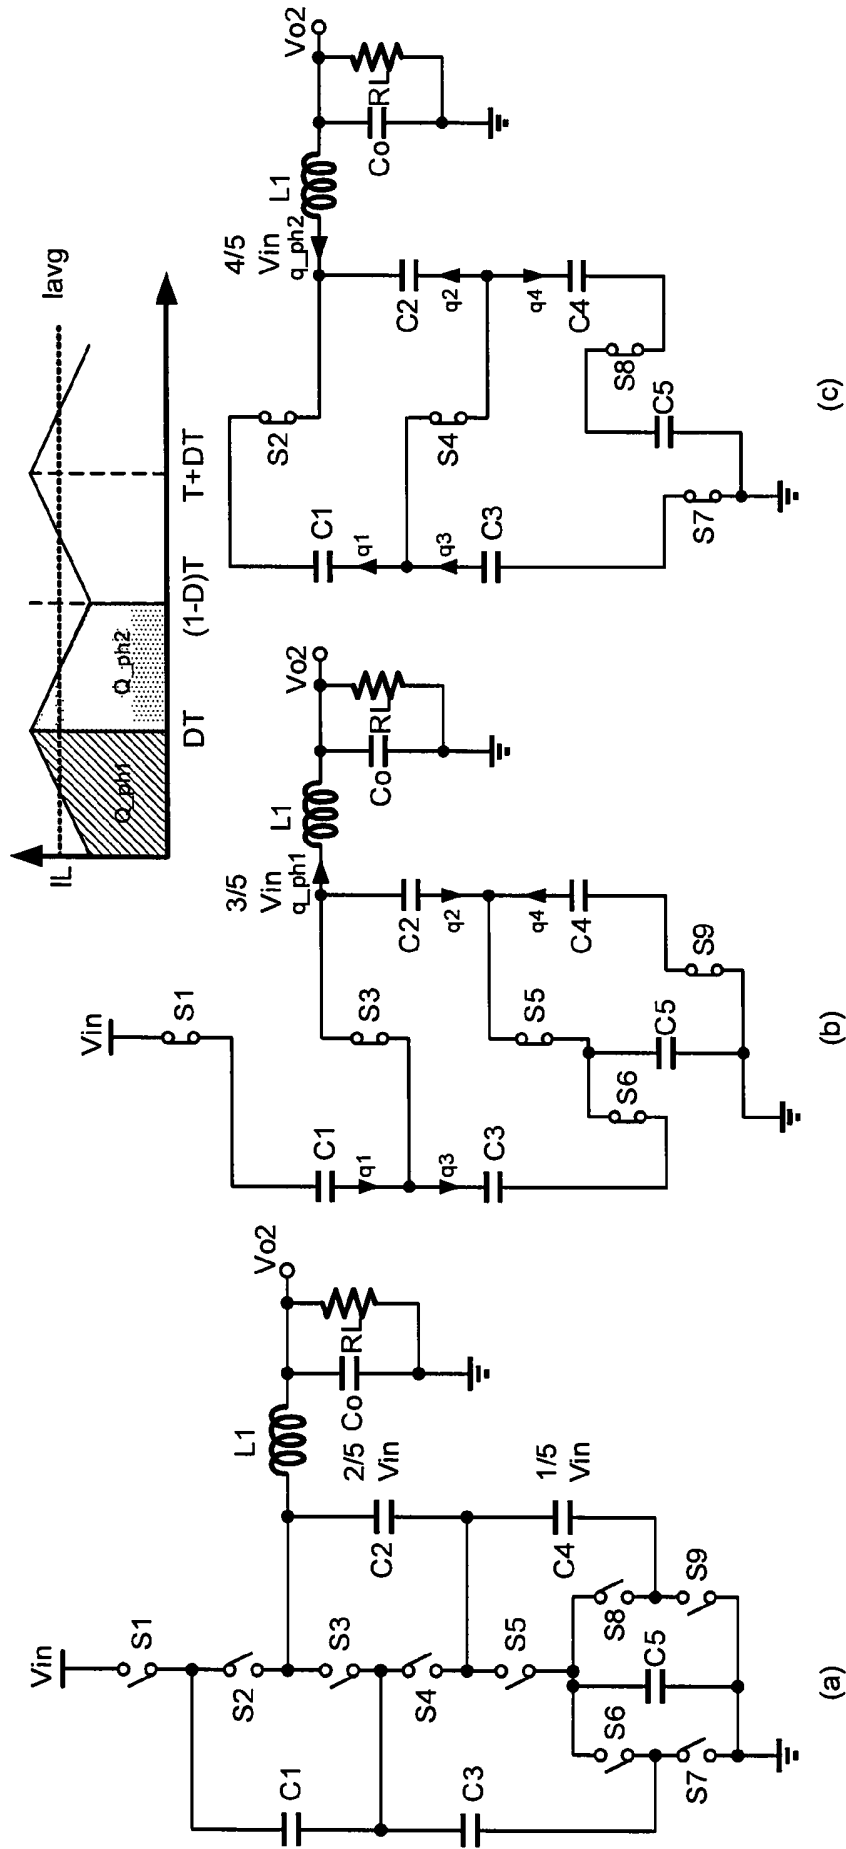 IL
Iavg
Q_ph1
Q_ph2
DT
(1-D)T
T+DT
Vin
S1
S2
S3
S4
S5
S6
S7
S8
S9
C1
C3
C5
L1
Vo2
Co
RL
C2
2/5
Vin
C4
1/5
Vin
(a)
Vin
S1
C1
q1
S3
q3
C3
S6
S5
C5
S9
3/5
Vin
q_ph1
L1
Vo2
Co
RL
C2
q2
q4
C4
(b)
S2
C1
q1
S4
q3
C3
S7
C5
S8
4/5
Vin
q_ph2
L1
Vo2
Co
RL
C2
q2
q4
C4
(c)